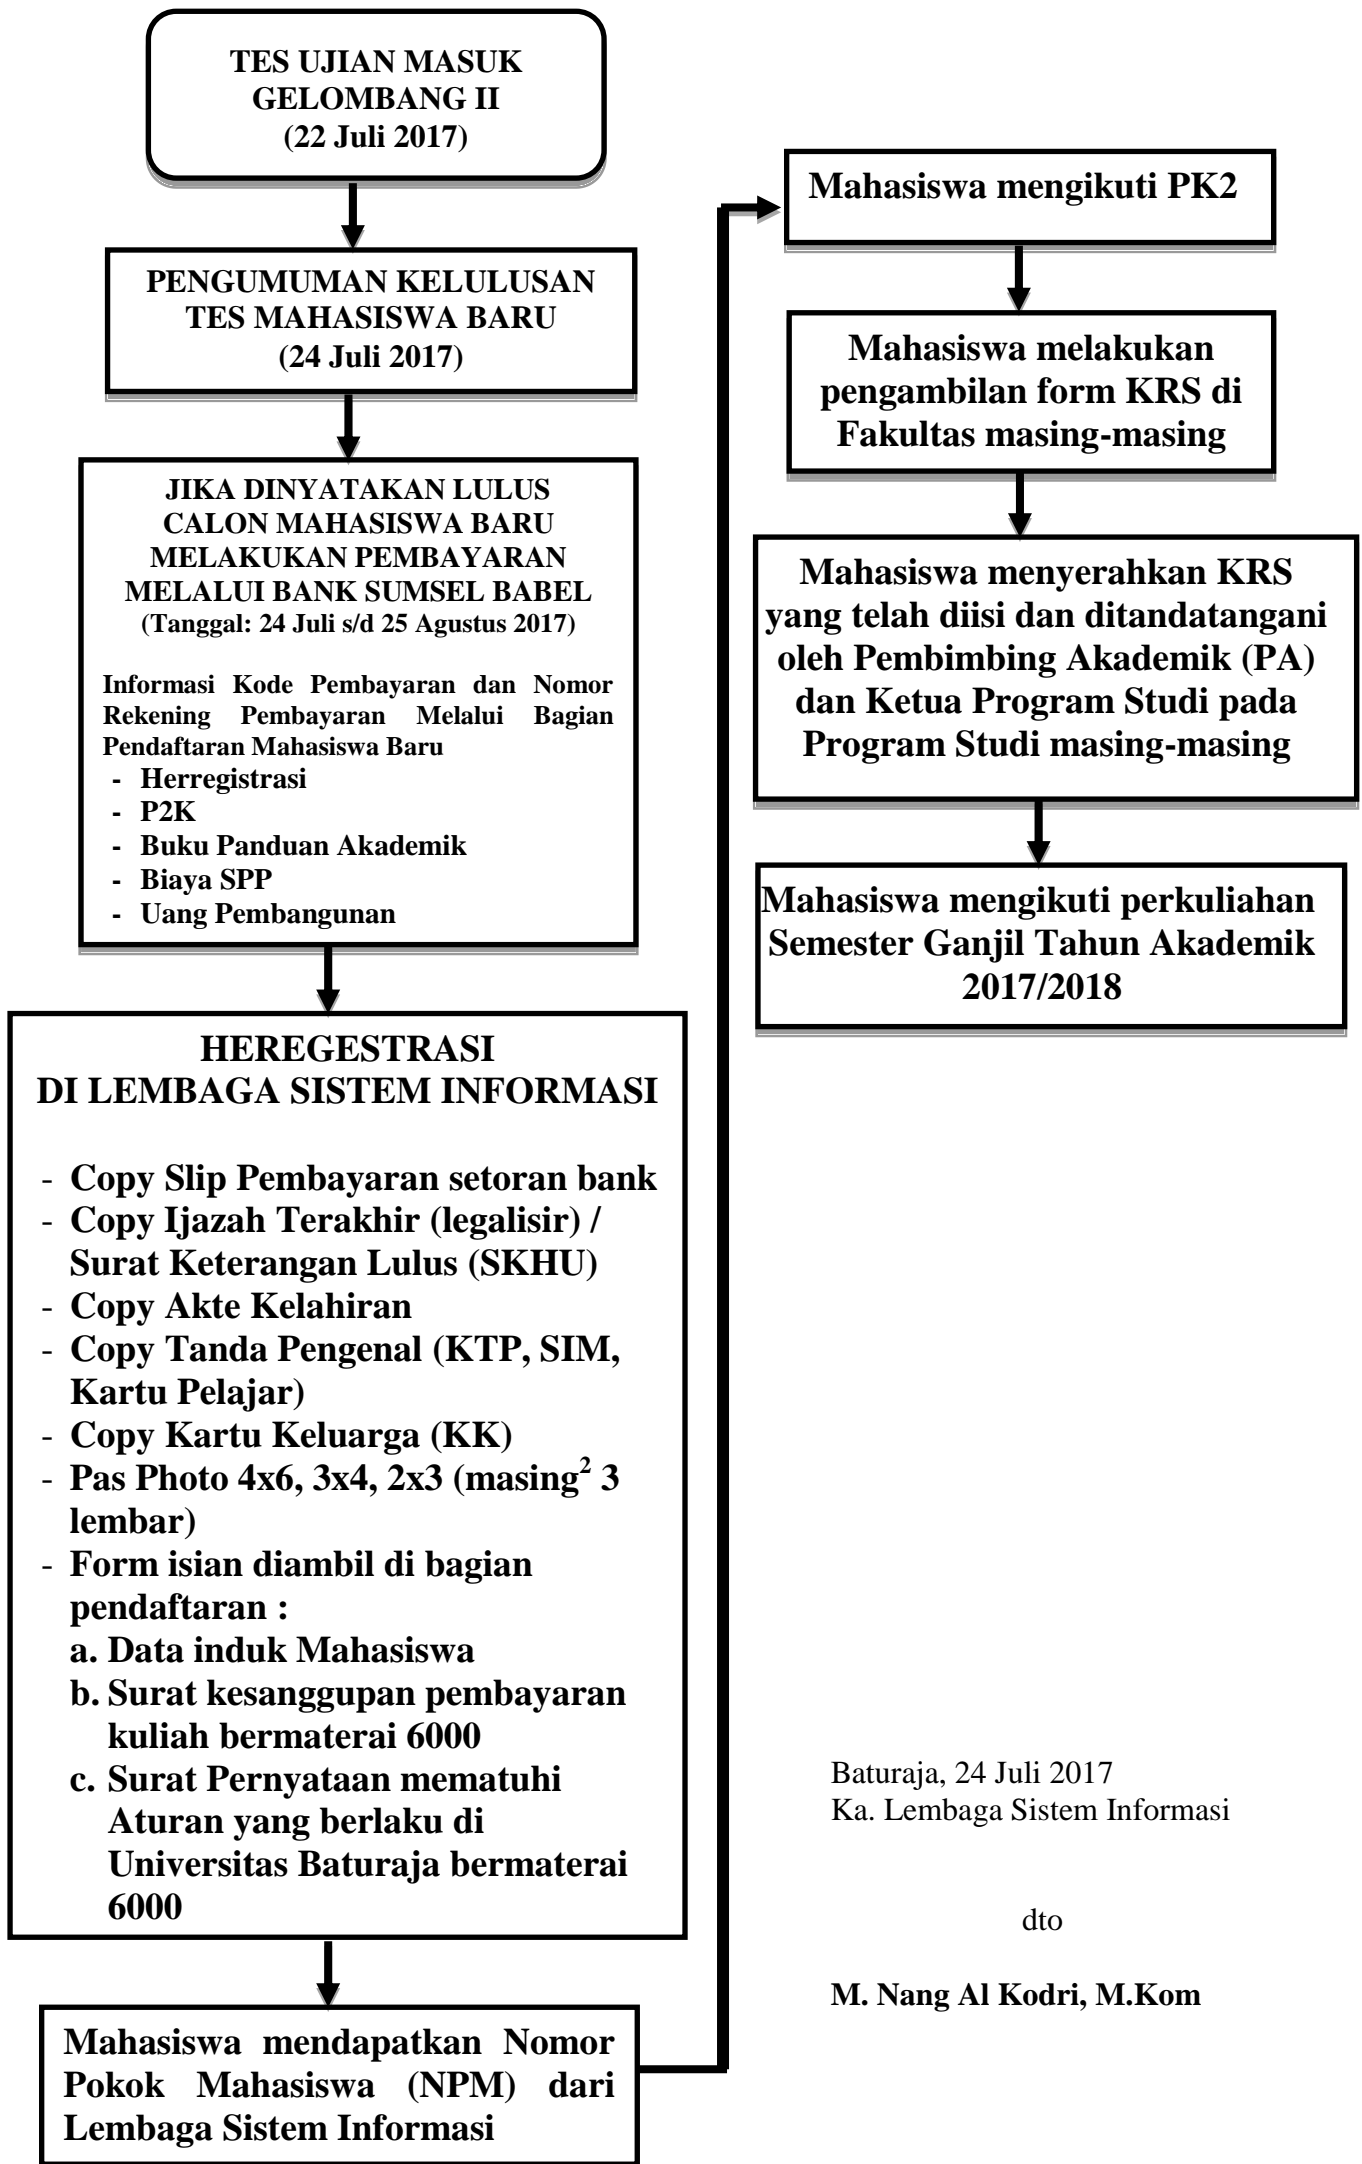 TES UJIAN MASUK
GELOMBANG II
(22 Juli 2017)
PENGUMUMAN KELULUSAN
TES MAHASISWA BARU
(24 Juli 2017)
JIKA DINYATAKAN LULUS
CALON MAHASISWA BARU
MELAKUKAN PEMBAYARAN
MELALUI BANK SUMSEL BABEL
(Tanggal: 24 Juli s/d 25 Agustus 2017)
Informasi Kode Pembayaran dan Nomor
Rekening Pembayaran Melalui Bagian
Pendaftaran Mahasiswa Baru
- Herregistrasi
- P2K
- Buku Panduan Akademik
- Biaya SPP
- Uang Pembangunan
HEREGESTRASI
DI LEMBAGA SISTEM INFORMASI
- Copy Slip Pembayaran setoran bank
- Copy Ijazah Terakhir (legalisir) /
Surat Keterangan Lulus (SKHU)
- Copy Akte Kelahiran
- Copy Tanda Pengenal (KTP, SIM,
Kartu Pelajar)
- Copy Kartu Keluarga (KK)
- Pas Photo 4x6, 3x4, 2x3 (masing² 3
lembar)
- Form isian diambil di bagian
pendaftaran :
a. Data induk Mahasiswa
b. Surat kesanggupan pembayaran
kuliah bermaterai 6000
c. Surat Pernyataan mematuhi
Aturan yang berlaku di
Universitas Baturaja bermaterai
6000
Mahasiswa mendapatkan Nomor
Pokok Mahasiswa (NPM) dari
Lembaga Sistem Informasi
Mahasiswa mengikuti PK2
Mahasiswa melakukan
pengambilan form KRS di
Fakultas masing-masing
Mahasiswa menyerahkan KRS
yang telah diisi dan ditandatangani
oleh Pembimbing Akademik (PA)
dan Ketua Program Studi pada
Program Studi masing-masing
Mahasiswa mengikuti perkuliahan
Semester Ganjil Tahun Akademik
2017/2018
Baturaja, 24 Juli 2017
Ka. Lembaga Sistem Informasi
dto
M. Nang Al Kodri, M.Kom